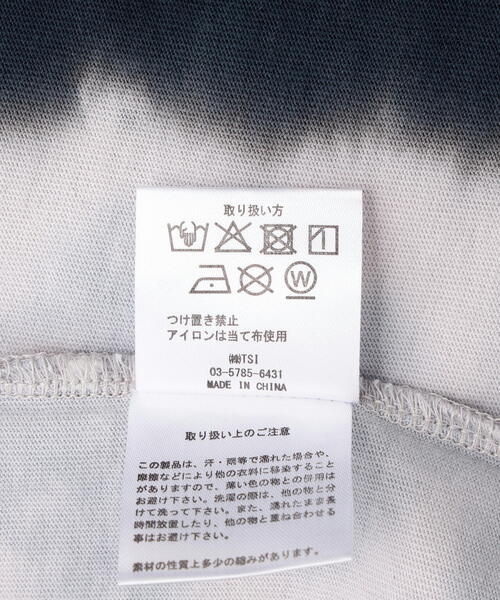 取り扱い方
W
つけ置き禁止
アイロンは当て布使用
㈱TSI
03-5785-6431
MADE IN CHINA
取り扱い上のご注意
この製品は、汗・雨等で濡れた場合や、
摩擦などにより他の衣料に移染すること
がありますので、薄い色の物との併用は
お避け下さい。洗濯の際は、他の物と分
けて洗って下さい。また、濡れたまま長
時間放置したり、他の物と重ね合わせる
事はお避け下さい。
素材の性質上多少の縮みがあります。